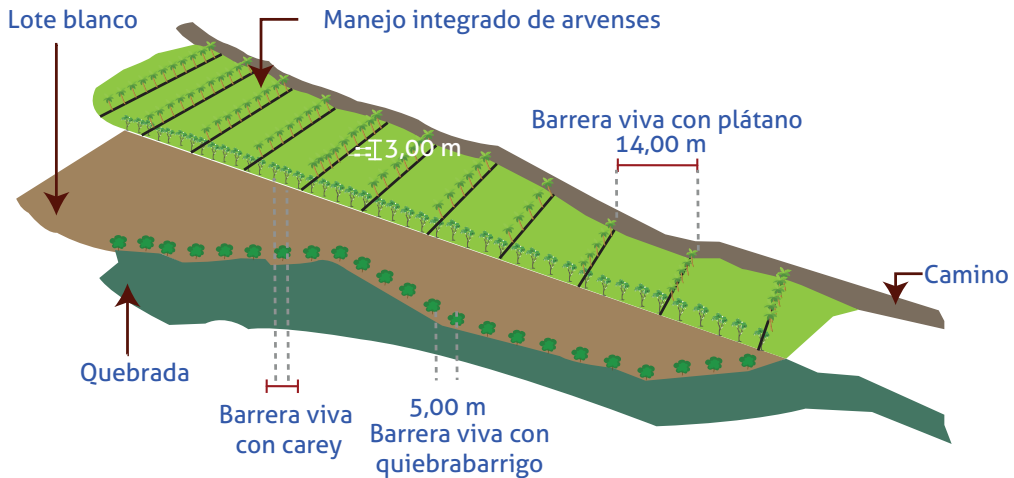 Lote blanco
Manejo integrado de arvenses
Barrera viva con plátano
14,00 m
3,00 m
Camino
Quebrada
Barrera viva
con carey
5,00 m
Barrera viva con
quiebrabarrigo